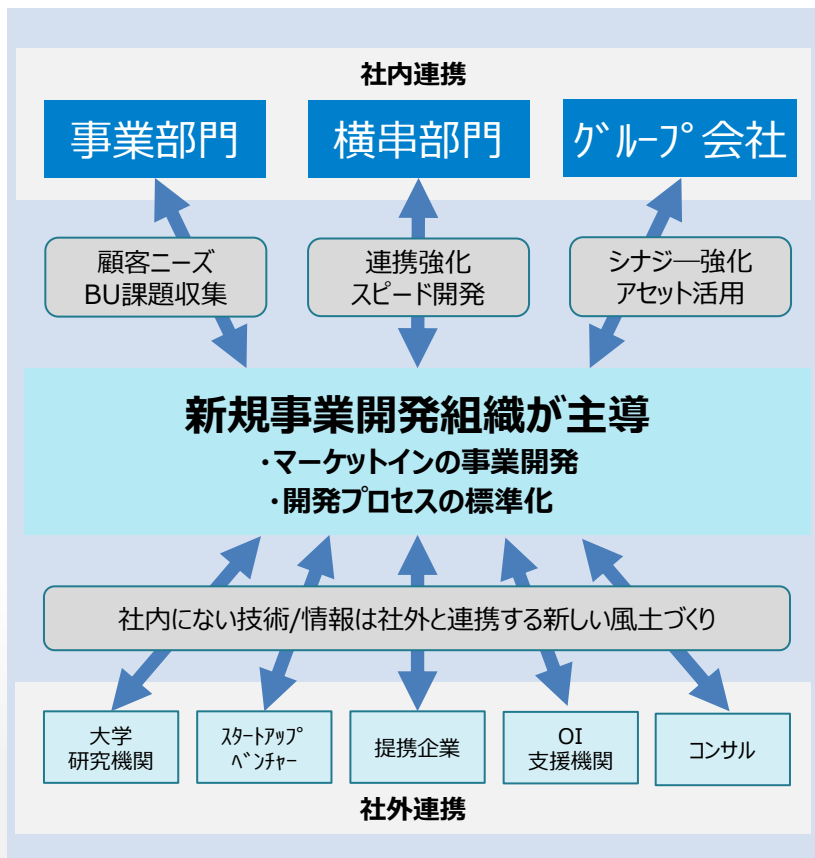 社内連携
事業部門
横串部門
グループ会社
顧客ニーズ
BU課題収集
連携強化
スピード開発
シナジ―強化
アセット活用
新規事業開発組織が主導
・マーケットインの事業開発
・開発プロセスの標準化
社内にない技術/情報は社外と連携する新しい風土づくり
大学
研究機関
スタートアップ
ベンチャー
提携企業
OI
支援機関
コンサル
社外連携